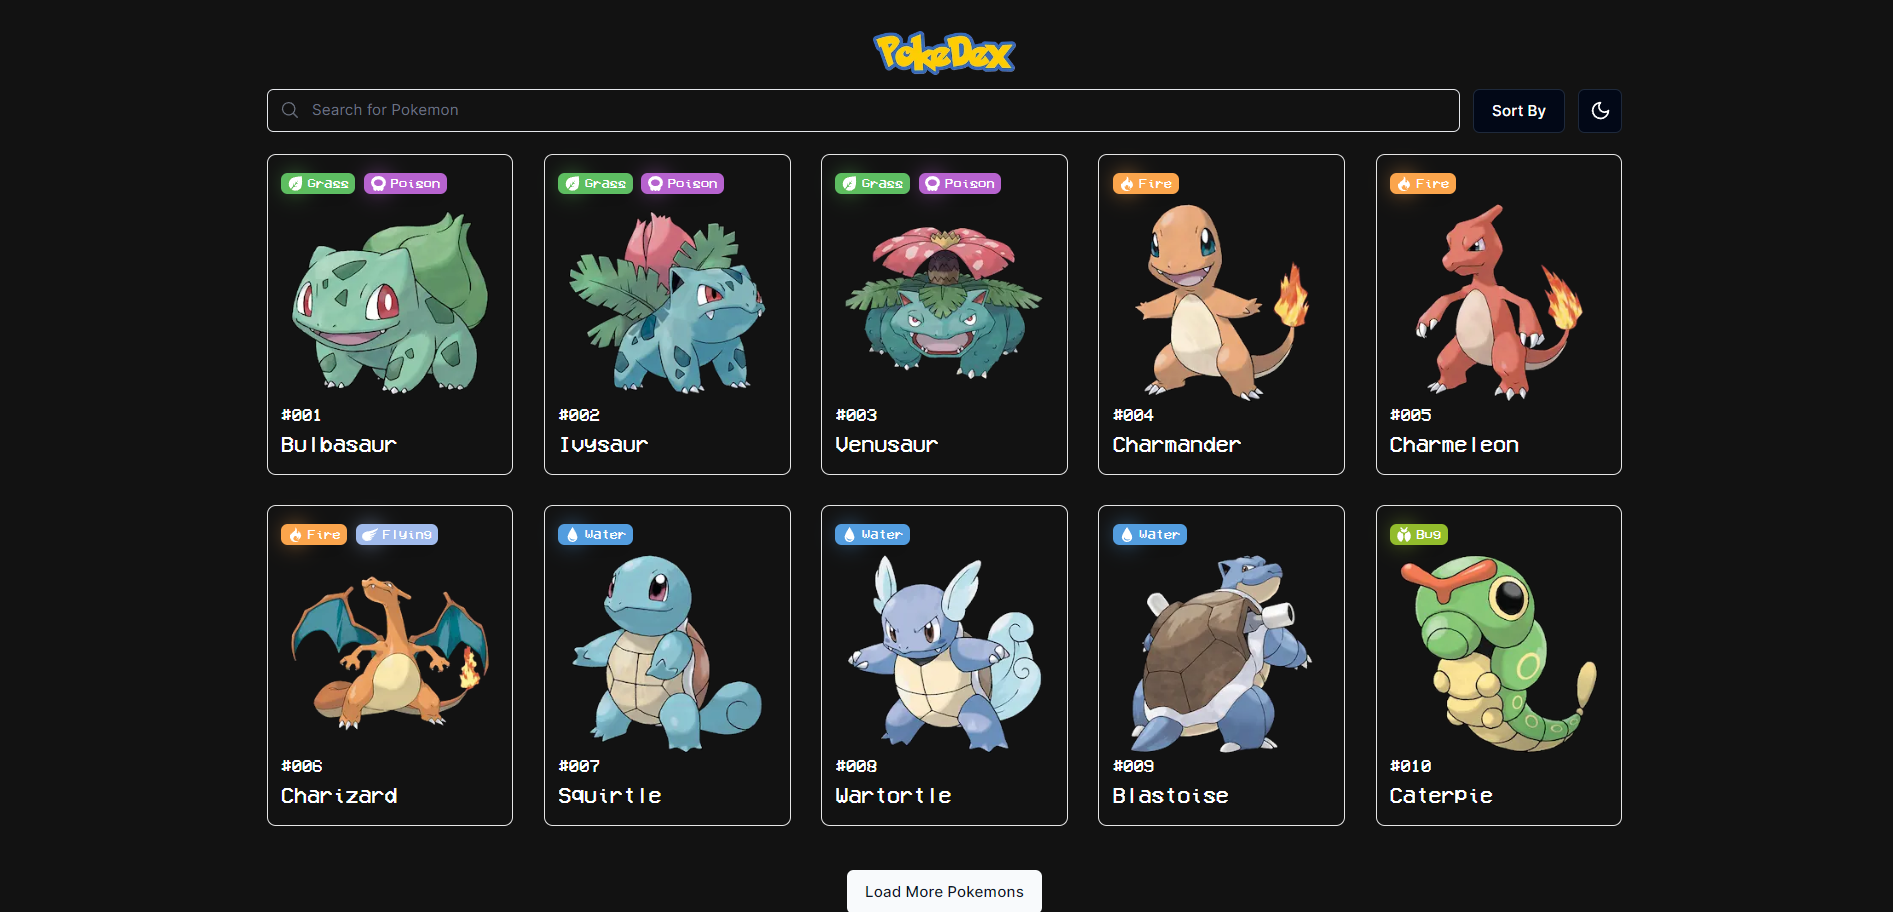 PokeDex
Search for Pokemon
Sort By
Grass Poison
Grass Poison
Grass Poison
Fire
Fire
#001
#002
#003
#004
#005
Bulbasaur
Ivysaur
Venusaur
Charmander
Charmeleon
Fire Flying
Water
Water
Water
Bug
#006
#007
#008
#009
#010
Charizard
Squirtle
Wartortle
Blastoise
Caterpie
Load More Pokemons